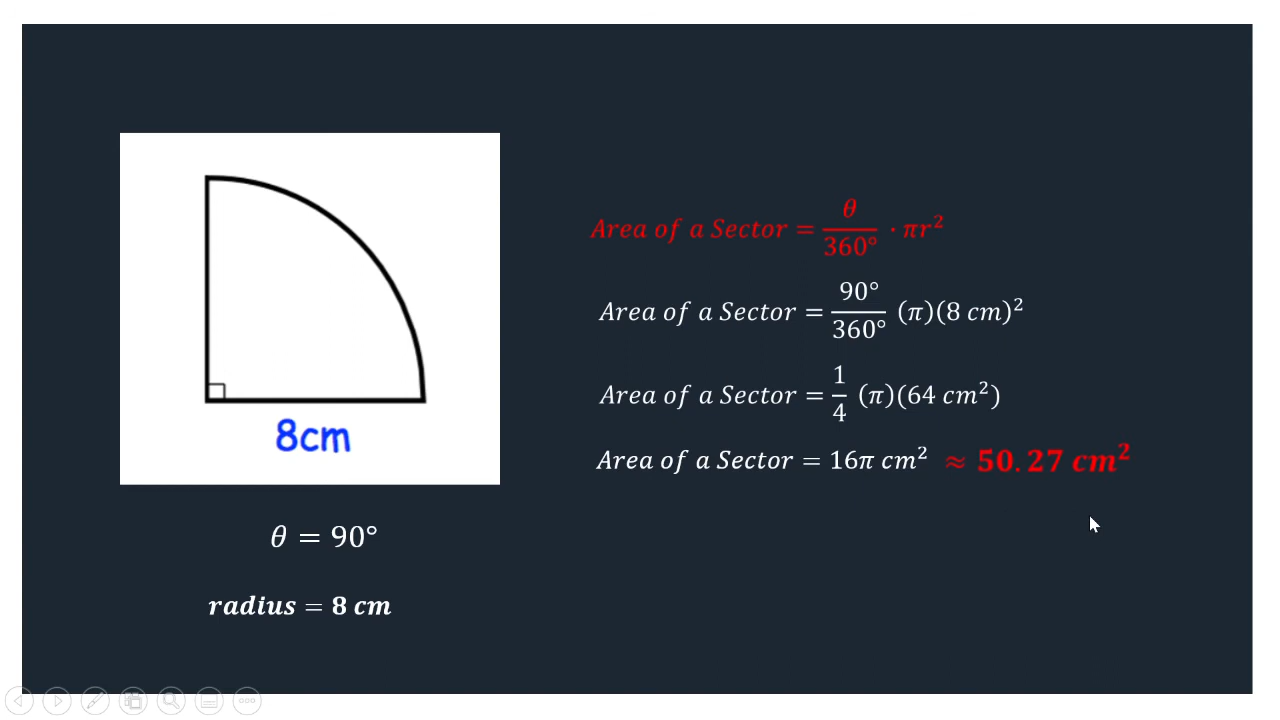 8cm
θ = 90°
radius = 8 cm
Area of a Sector = θ/360° · πr²
Area of a Sector = 90°/360° (π)(8 cm)²
Area of a Sector = 1/4 (π)(64 cm²)
Area of a Sector = 16π cm² ≈ 50.27 cm²